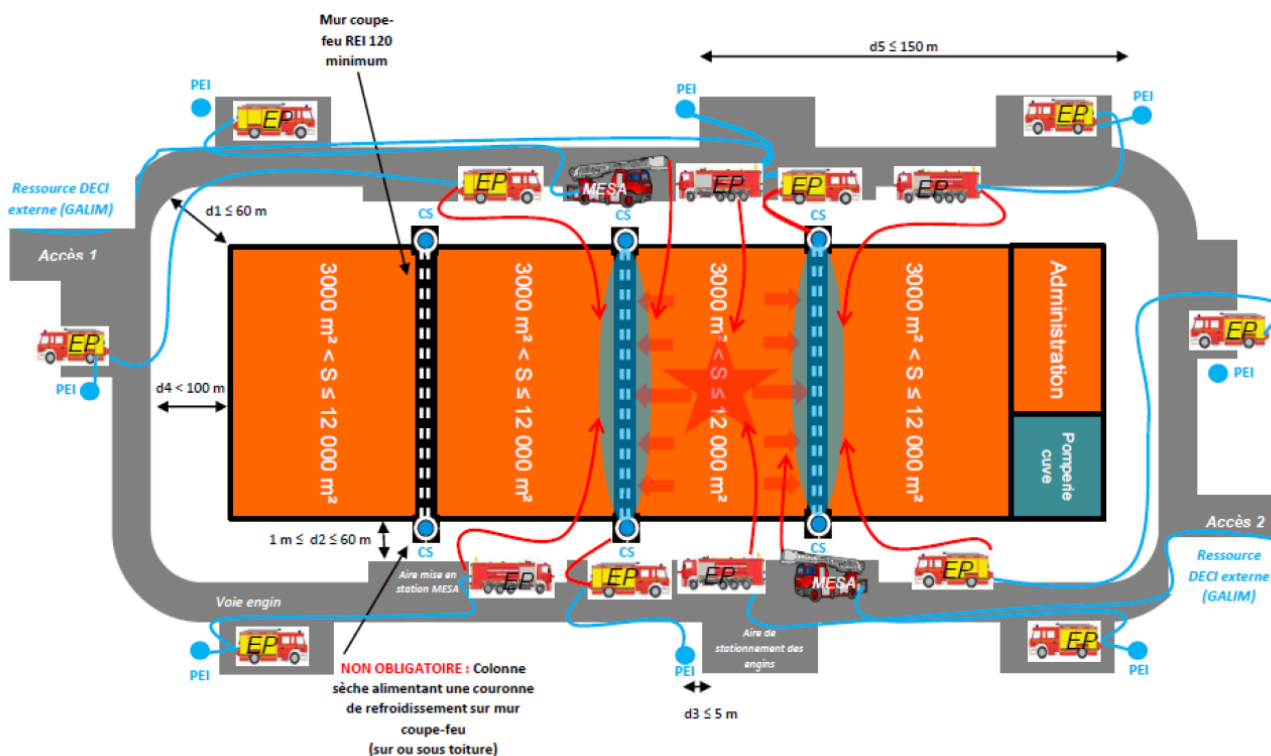 Mur coupe-
feu REI 120
minimum
d5 ≤ 150 m
PEI
PEI
PEI
EP
EP
Ressource DECI
externe (GALIM)
EP
MESA
EP
EP
EP
d1 ≤ 60 m
CS
CS
CS
Accès 1
3000 m² < S ≤ 12 000 m²
3000 m² < S ≤ 12 000 m²
3000 m² < S ≤ 12 000 m²
3000 m² < S ≤ 12 000 m²
Administration
EP
EP
PEI
PEI
d4 < 100 m
Pomperie
cuve
1 m ≤ d2 ≤ 60 m
CS
CS
CS
Accès 2
Ressource
DECI externe
(GALIM)
Aire mise en
station MESA
EP
EP
EP
MESA
EP
Voie engin
EP
EP
PEI
PEI
PEI
Aire de
stationnement des
engins
NON OBLIGATOIRE : Colonne
sèche alimentant une couronne
de refroidissement sur mur
coupe-feu
(sur ou sous toiture)
d3 ≤ 5 m